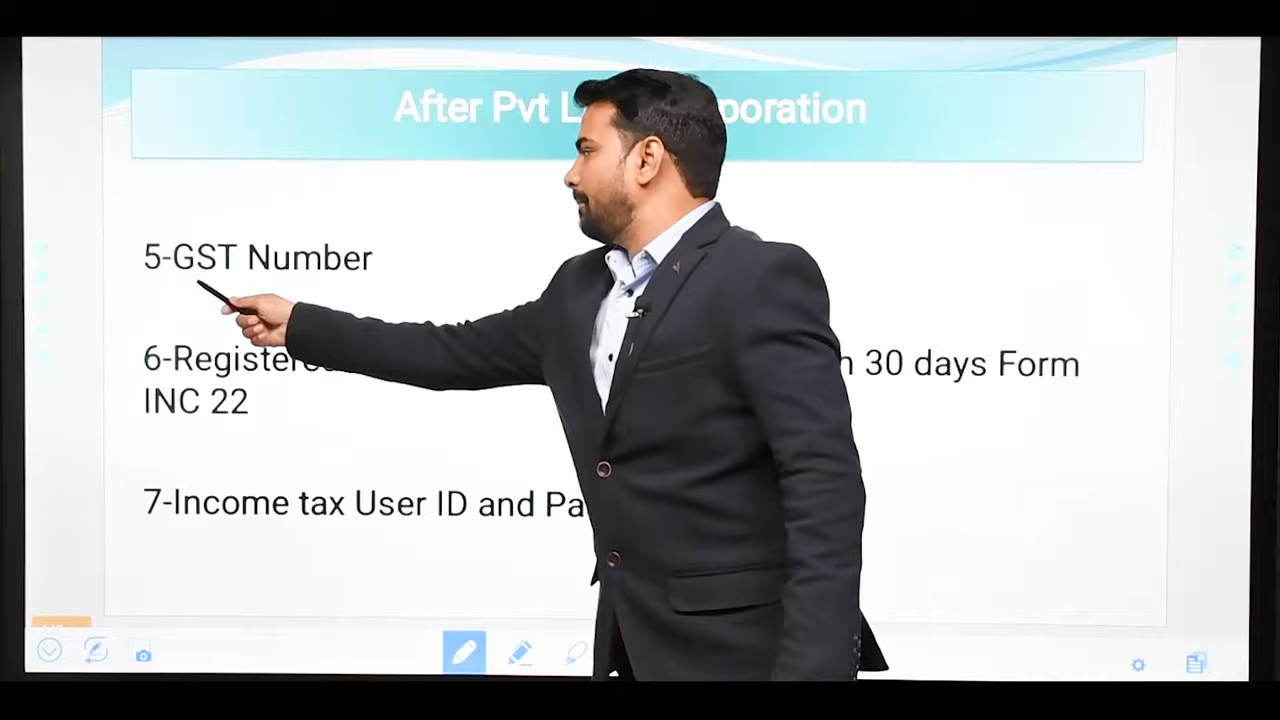 After Pvt L poration
5-GST Number
6-Registere 30 days Form
INC 22
7-Income tax User ID and Pa